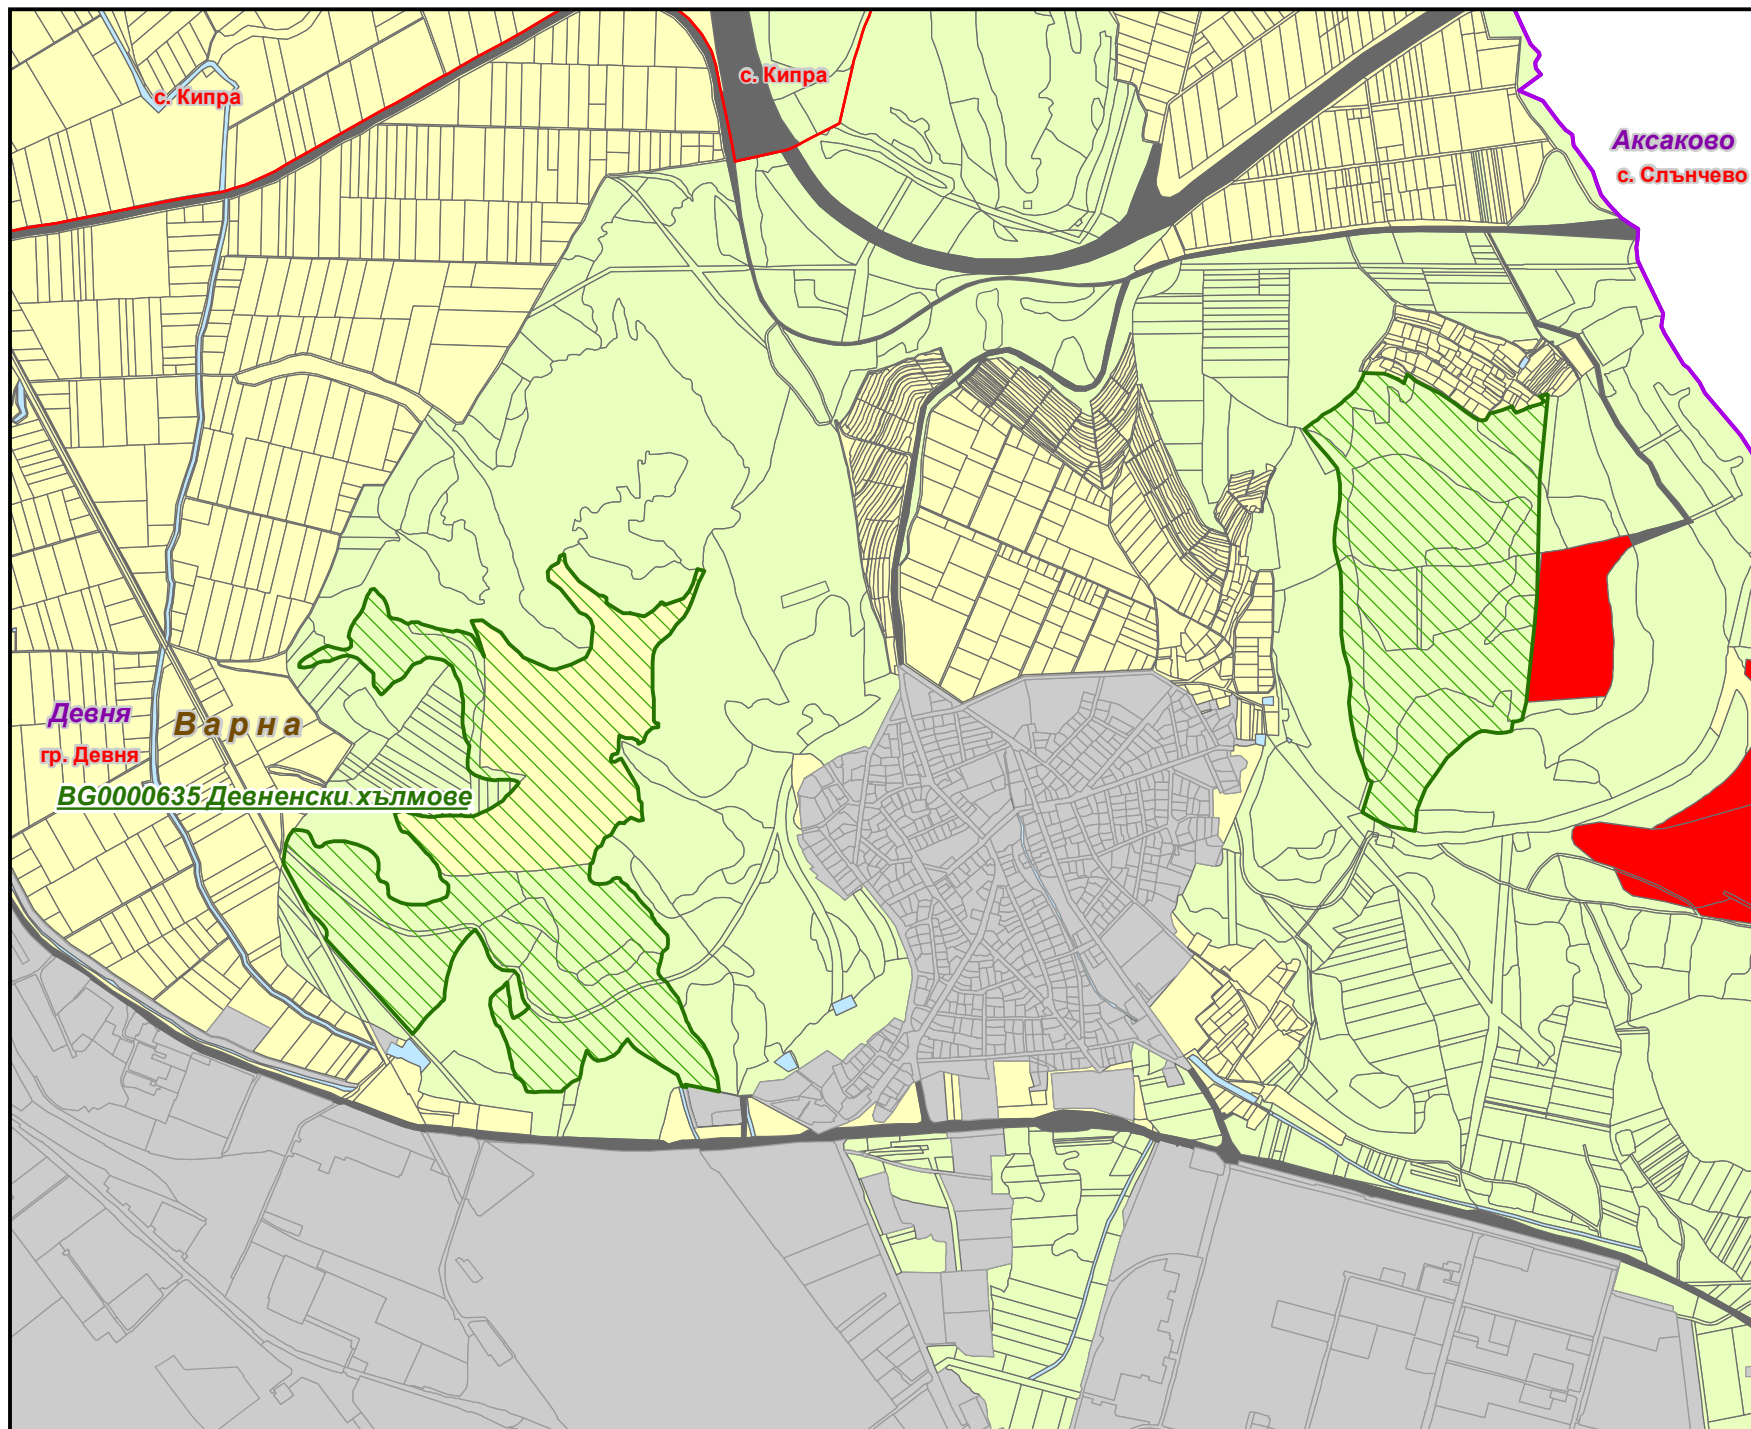 с. Кипра
с. Кипра
Аксаково
с. Слънчево
Девня
Варна
гр. Девня
BG0000635 Девненски хълмове